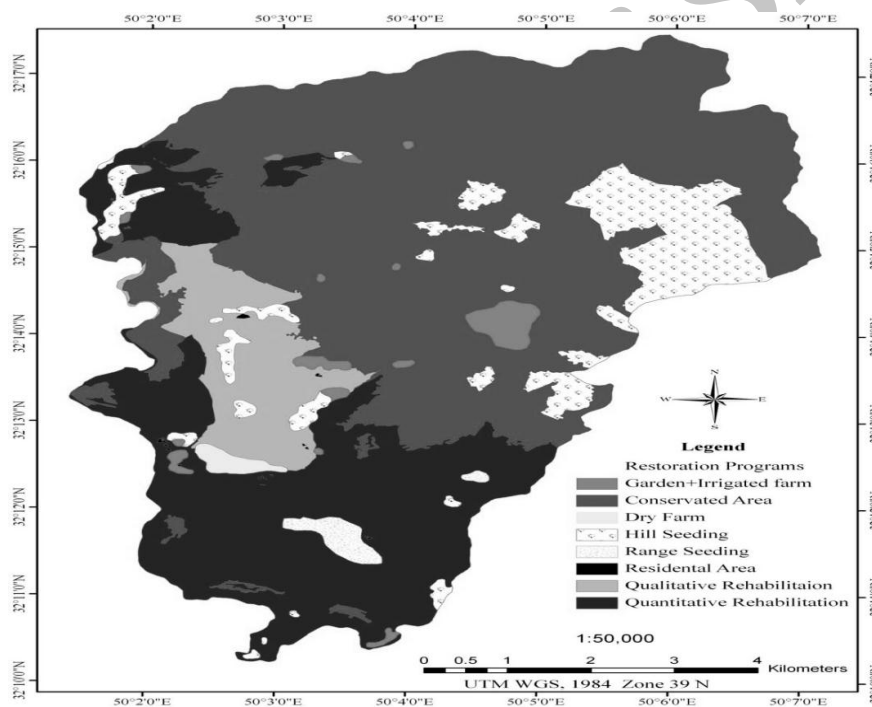 50°2'0"E 50°3'0"E 50°4'0"E 50°5'0"E 50°6'0"E 50°7'0"E
32°17'0"N
32°16'0"N
32°15'0"N
32°14'0"N
32°13'0"N
32°12'0"N
32°11'0"N
32°10'0"N
N
W E
S
Legend
Restoration Programs
Garden+Irrigated farm
Conservated Area
Dry Farm
Hill Seeding
Range Seeding
Residental Area
Qualitative Rehabilitaion
Quantitative Rehabilitation
1:50,000
0 0.5 1 2 3 4
Kilometers
UTM WGS, 1984 Zone 39 N
50°2'0"E 50°3'0"E 50°4'0"E 50°5'0"E 50°6'0"E 50°7'0"E